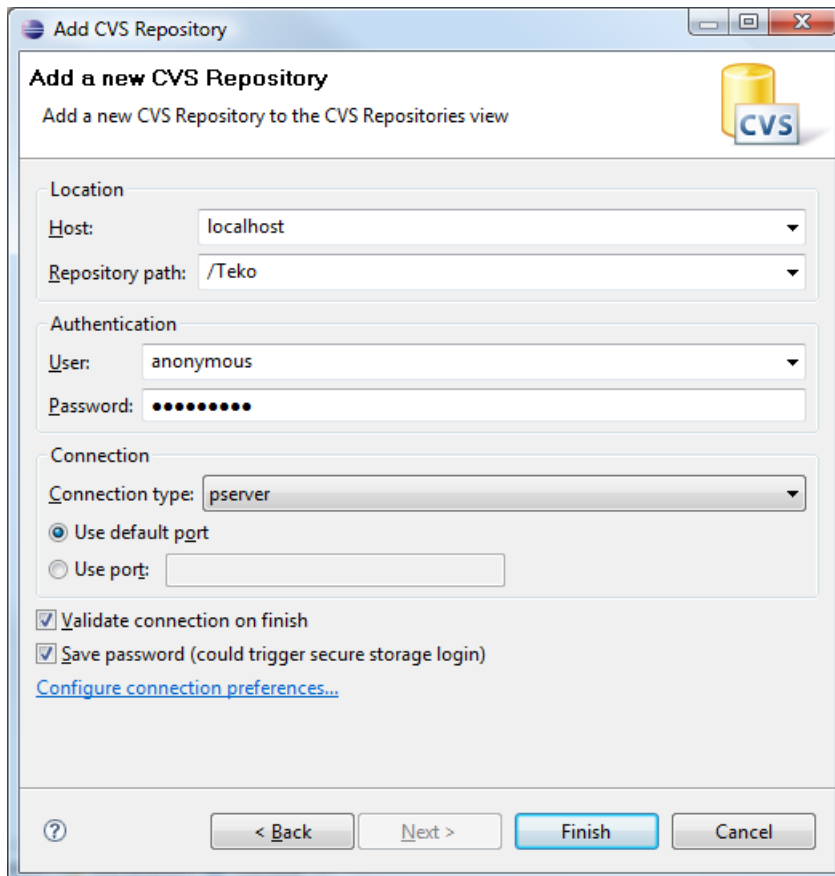 Add CVS Repository
Add a new CVS Repository
Add a new CVS Repository to the CVS Repositories view
CVS
Location
Host: localhost
Repository path: /Teko
Authentication
User: anonymous
Password: ●●●●●●●●●
Connection
Connection type: pserver
Use default port
Use port:
Validate connection on finish
Save password (could trigger secure storage login)
Configure connection preferences...
? < Back Next > Finish Cancel